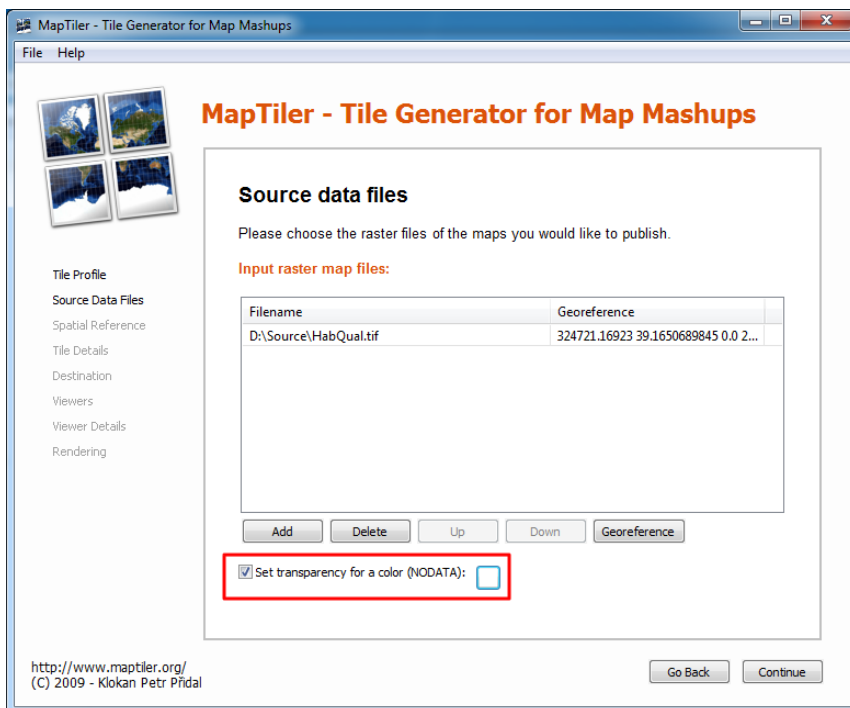 MapTiler - Tile Generator for Map Mashups
File Help
MapTiler - Tile Generator for Map Mashups
Source data files
Please choose the raster files of the maps you would like to publish.
Input raster map files:
Tile Profile
Source Data Files
Spatial Reference
Tile Details
Destination
Viewers
Viewer Details
Rendering
Filename Georeference
D:\Source\HabQual.tif 324721.16923 39.1650689845 0.0 2...
Add Delete Up Down Georeference
Set transparency for a color (NODATA):
http://www.maptiler.org/
(C) 2009 - Klokan Petr Přidal
Go Back Continue